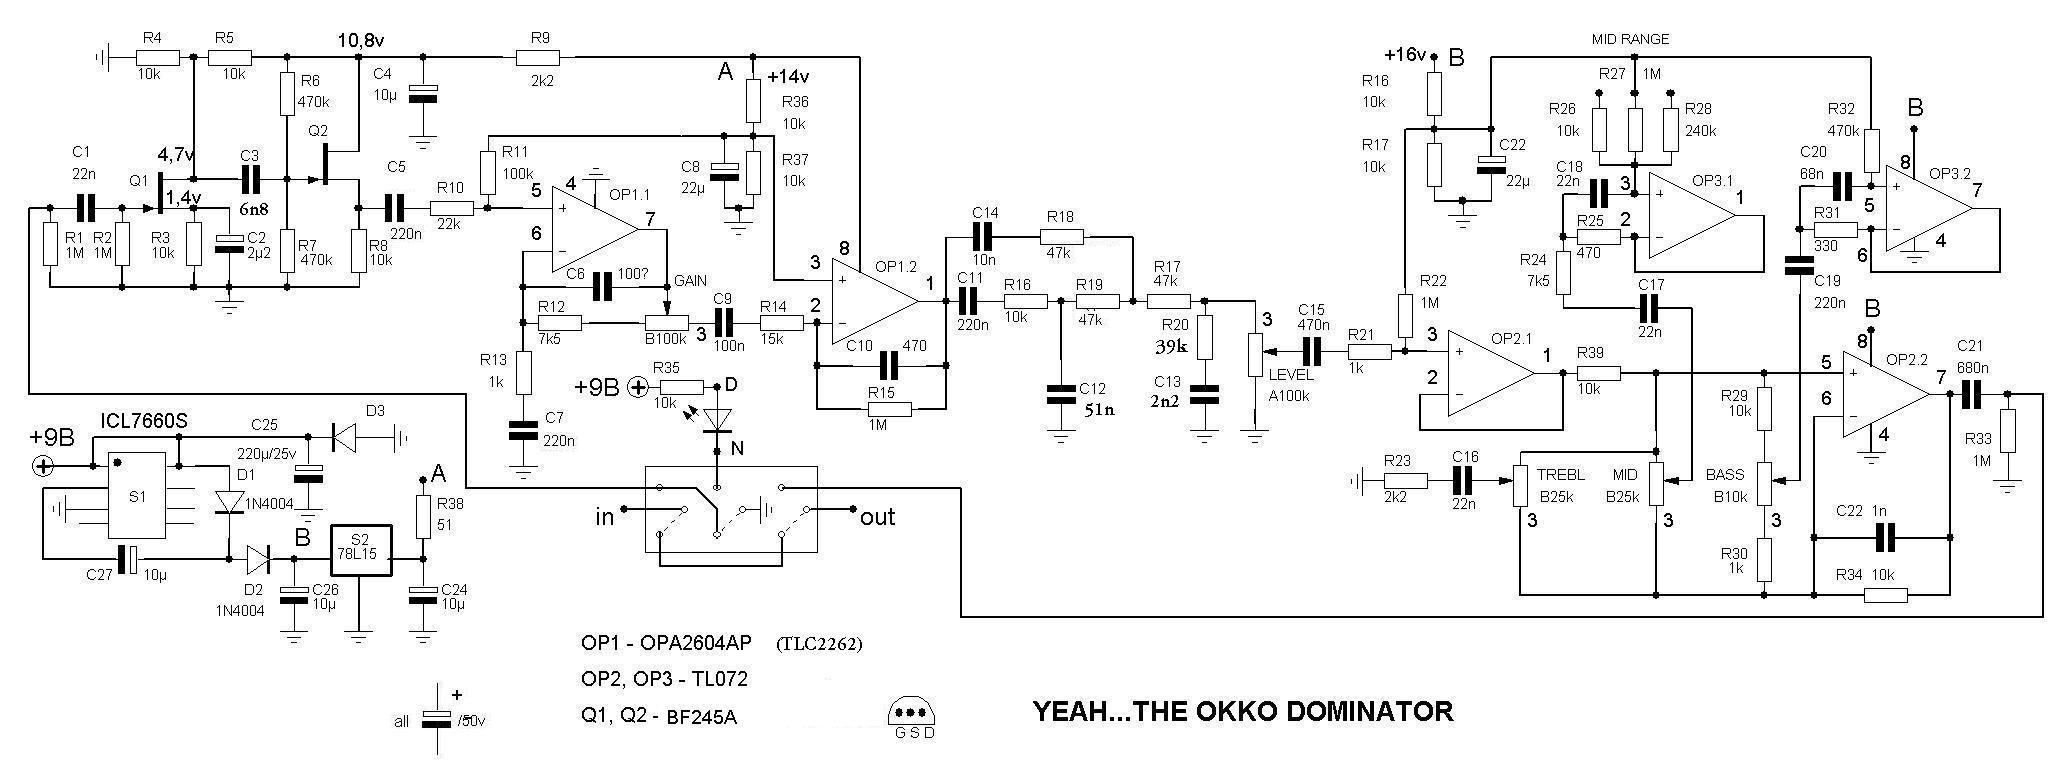 R4
10k
R5
10k
10,8v
R6
470k
Q2
C4
10µ
R9
2k2
A
+14v
R36
10k
R37
10k
C8
22µ
C1
22n
Q1
4,7v
1,4v
C3
6n8
C5
220n
R10
22k
R11
100k
5
4
6
7
OP1.1
R1
1M
R2
1M
R3
10k
C2
2µ2
R7
470k
R8
10k
C6
100?
GAIN
R12
7k5
B100k
3
C9
100n
R14
15k
R13
1k
C7
220n
3
8
2
1
OP1.2
C10
470
R15
1M
C14
10n
R18
47k
C11
220n
R16
10k
R19
47k
R17
47k
R20
39k
C12
51n
C13
2n2
3
LEVEL
A100k
C15
470n
R21
1k
R22
1M
+16v
B
R16
10k
R17
10k
C22
22µ
MID RANGE
R27
1M
R26
10k
R28
240k
C18
22n
3
2
1
OP3.1
R25
470
R24
7k5
C17
22n
R32
470k
B
C20
68n
8
OP3.2
7
5
6
4
R31
330
C19
220n
3
2
1
OP2.1
R39
10k
B
8
OP2.2
5
6
7
4
C21
680n
R33
1M
R29
10k
R23
2k2
C16
22n
TREBL
B25k
3
MID
B25k
3
BASS
B10k
3
R30
1k
C22
1n
R34
10k
+9B
R35
10k
D
N
in
out
ICL7660S
+9B
S1
C25
220µ/25v
D3
D1
1N4004
A
R38
51
B
S2
78L15
C27
10µ
D2
1N4004
C26
10µ
C24
10µ
OP1 - OPA2604AP (TLC2262)
OP2, OP3 - TL072
Q1, Q2 - BF245A
G S D
all
+
/50v
YEAH...THE OKKO DOMINATOR